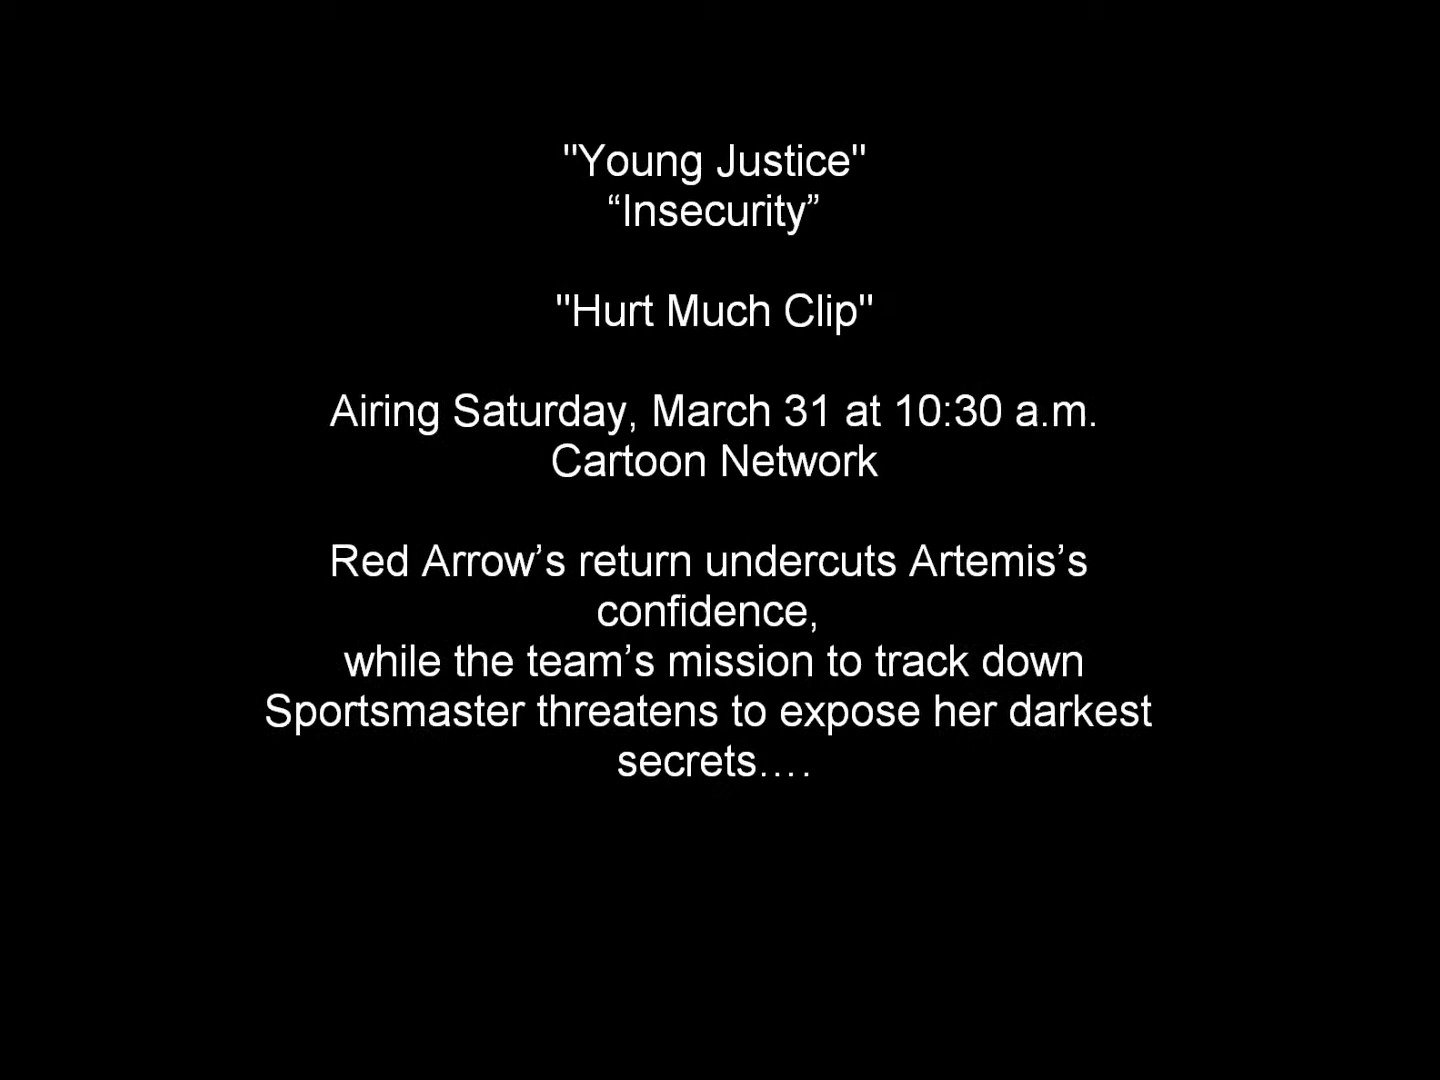 "Young Justice"
“Insecurity”
"Hurt Much Clip"
Airing Saturday, March 31 at 10:30 a.m.
Cartoon Network
Red Arrow’s return undercuts Artemis’s
confidence,
while the team’s mission to track down
Sportsmaster threatens to expose her darkest
secrets….